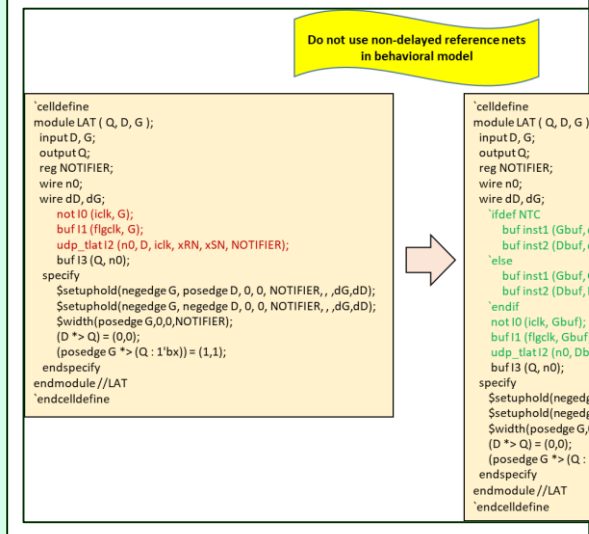 Do not use non-delayed reference nets
in behavioral model
`celldefine
module LAT ( Q, D, G );
input D, G;
output Q;
reg NOTIFIER;
wire n0;
wire dD, dG;
not I0 (iclk, G);
buf I1 (flgclk, G);
udp_tlat I2 (n0, D, iclk, xRN, xSN, NOTIFIER);
buf I3 (Q, n0);
specify
$setuphold(negedge G, posedge D, 0, 0, NOTIFIER, , ,dG,dD);
$setuphold(negedge G, negedge D, 0, 0, NOTIFIER, , ,dG,dD);
$width(posedge G,0,0,NOTIFIER);
(D *> Q) = (0,0);
(posedge G *> (Q : 1'bx)) = (1,1);
endspecify
endmodule //LAT
`endcelldefine
`celldefine
module LAT ( Q, D, G )
input D, G;
output Q;
reg NOTIFIER;
wire n0;
wire dD, dG;
`ifdef NTC
buf inst1 (Gbuf,
buf inst2 (Dbuf,
`else
buf inst1 (Gbuf,
buf inst2 (Dbuf,
`endif
not I0 (iclk, Gbuf);
buf I1 (flgclk, Gbuf
udp_tlat I2 (n0, Db
buf I3 (Q, n0);
specify
$setuphold(negedg
$setuphold(negedg
$width(posedge G,
(D *> Q) = (0,0);
(posedge G *> (Q :
endspecify
endmodule //LAT
`endcelldefine